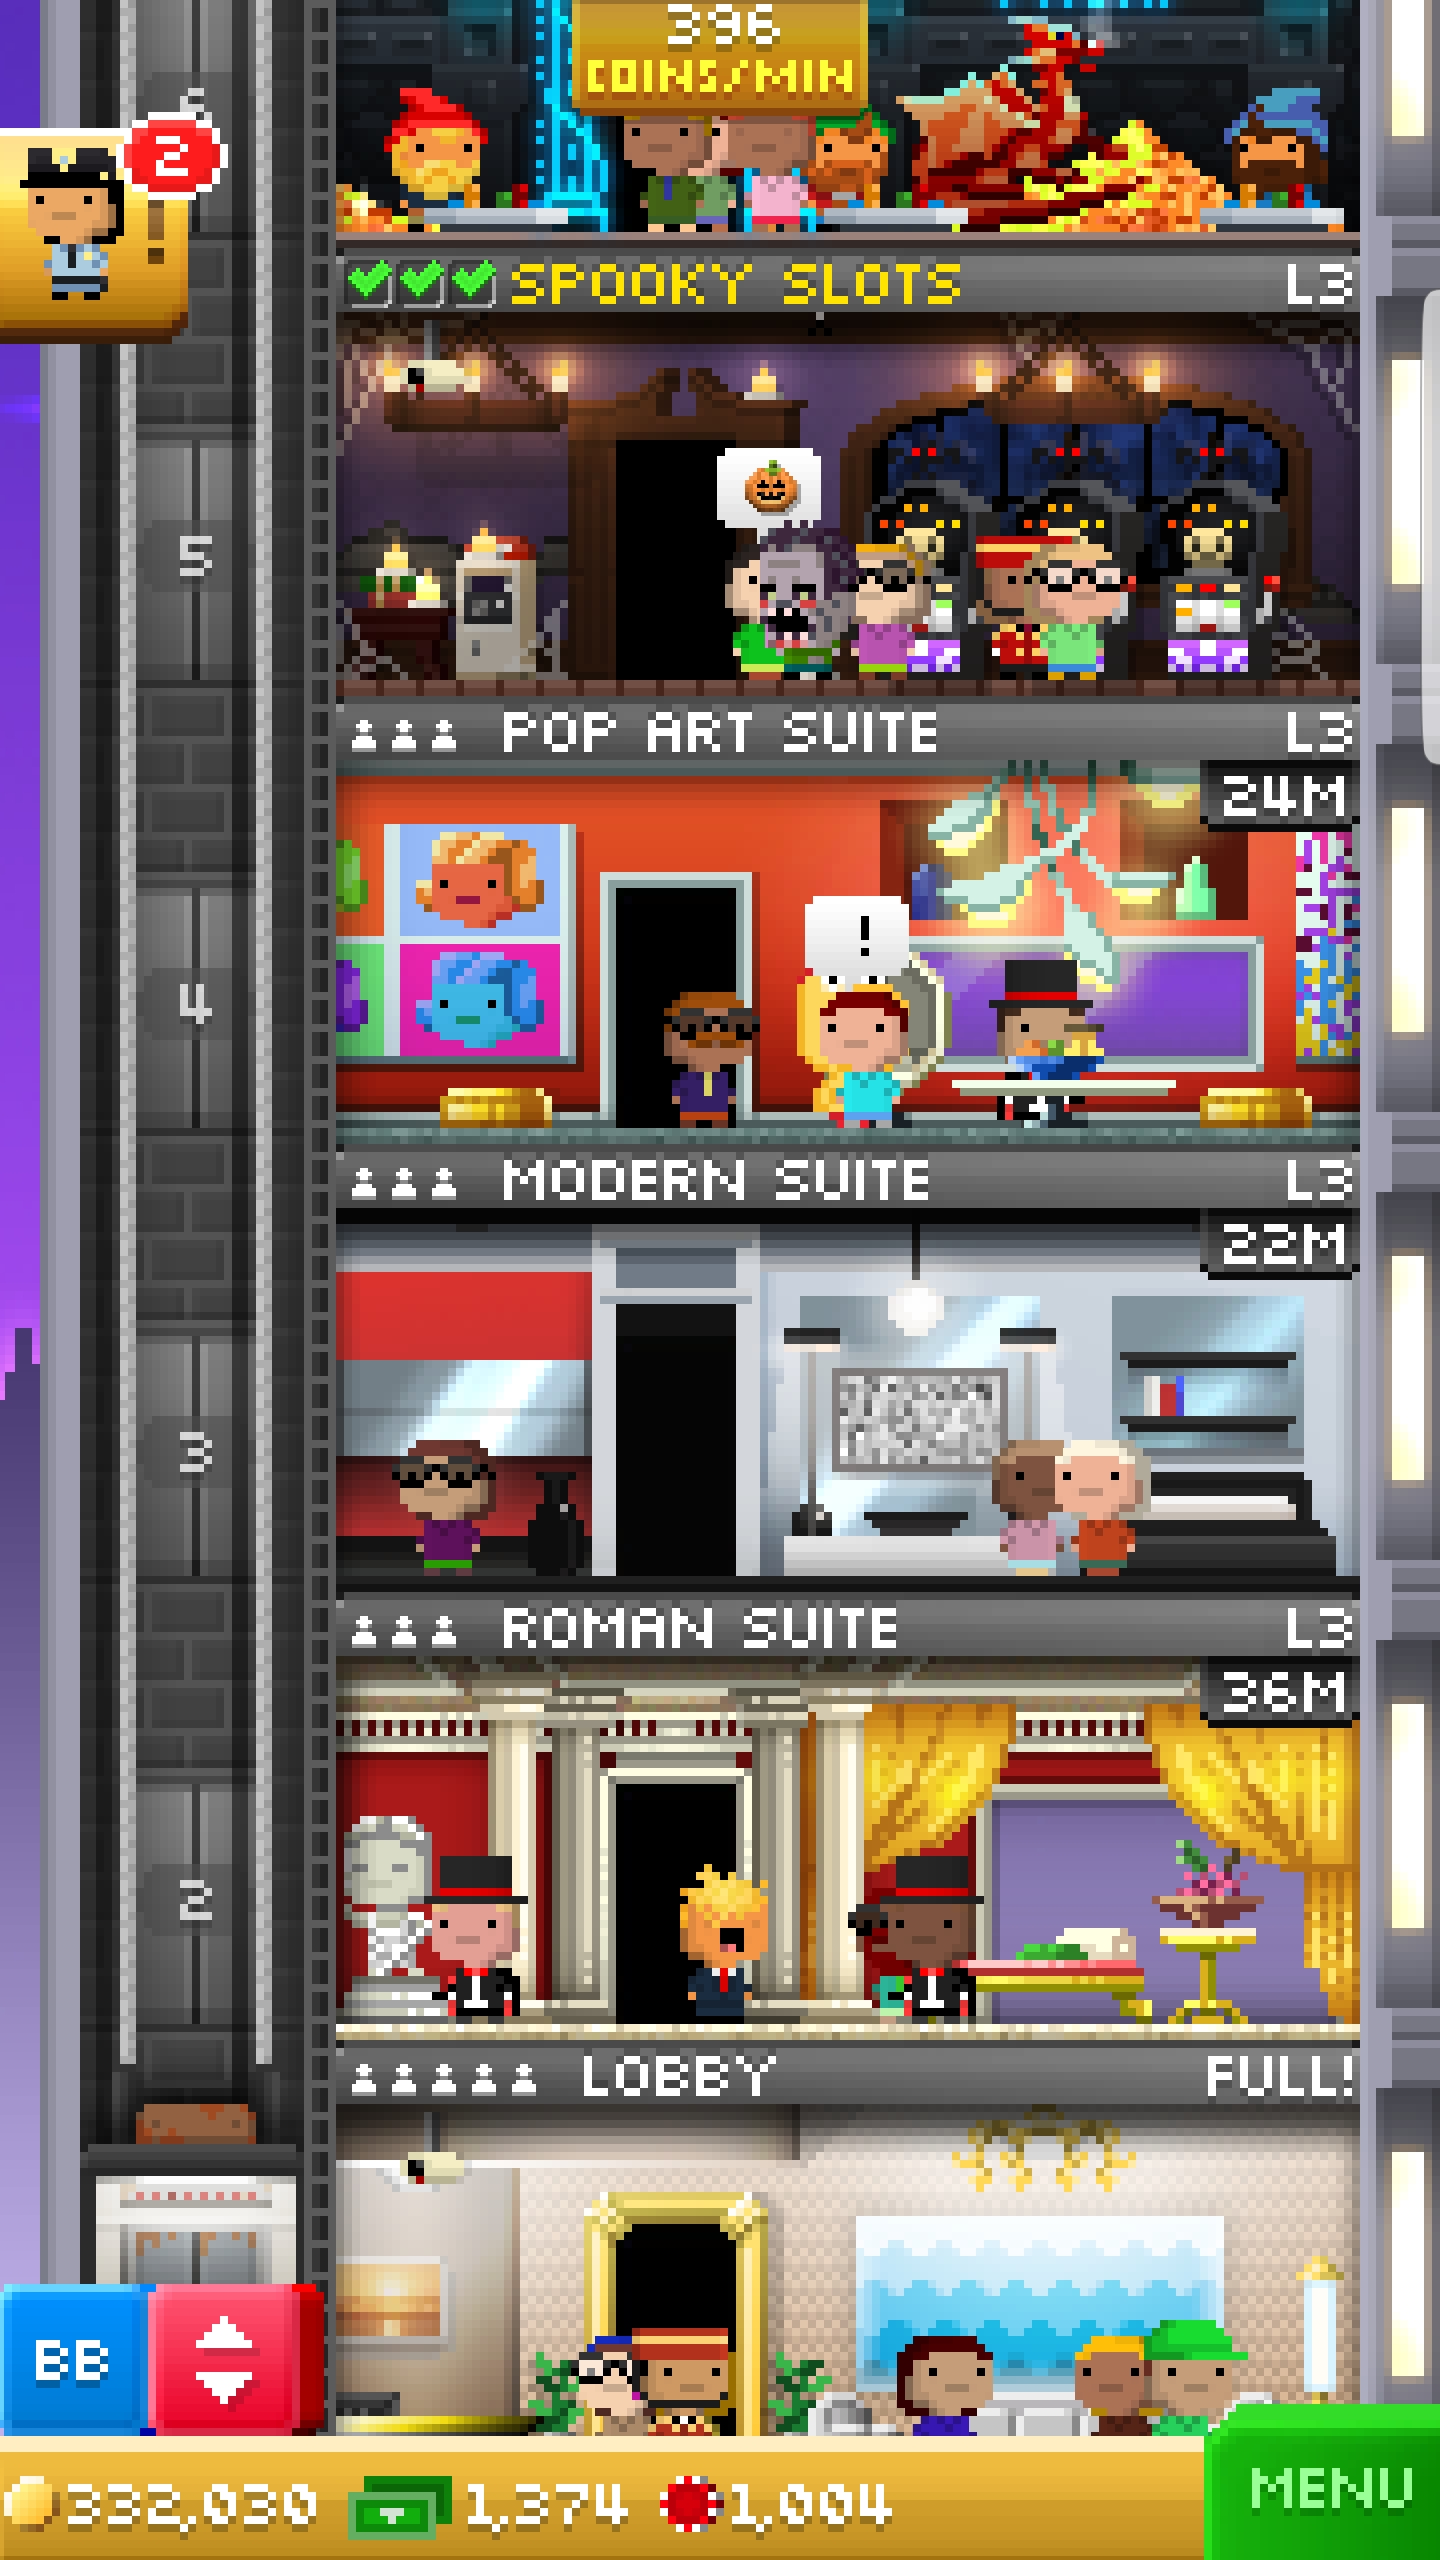 396
COINS/MIN
6
2
!
SPOOKY SLOTS L3
5
POP ART SUITE L3
24M
!
4
MODERN SUITE L3
22M
3
ROMAN SUITE L3
36M
2
LOBBY FULL!
BB
332,030 1,374 1,004
MENU